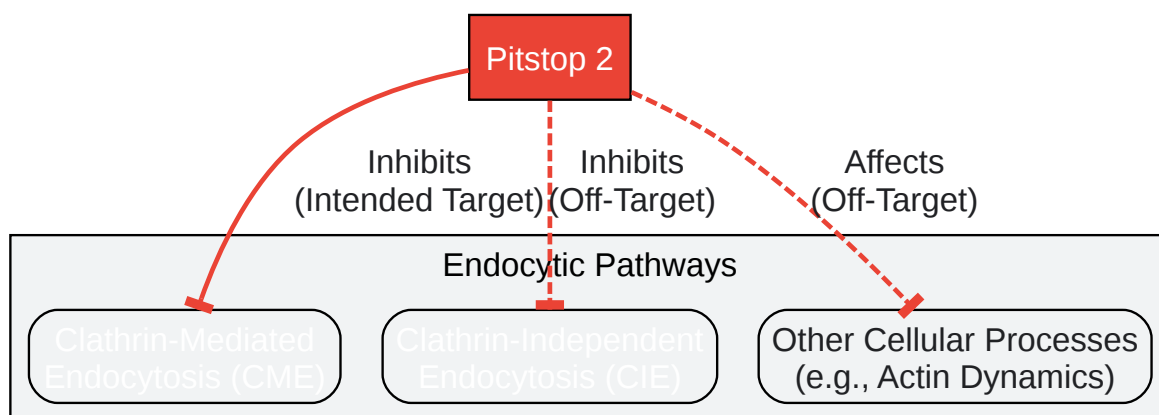 Pitstop 2
Inhibits
(Intended Target)
Inhibits
(Off-Target)
Affects
(Off-Target)
Endocytic Pathways
Clathrin-Mediated
Endocytosis (CME)
Clathrin-Independent
Endocytosis (CIE)
Other Cellular Processes
(e.g., Actin Dynamics)